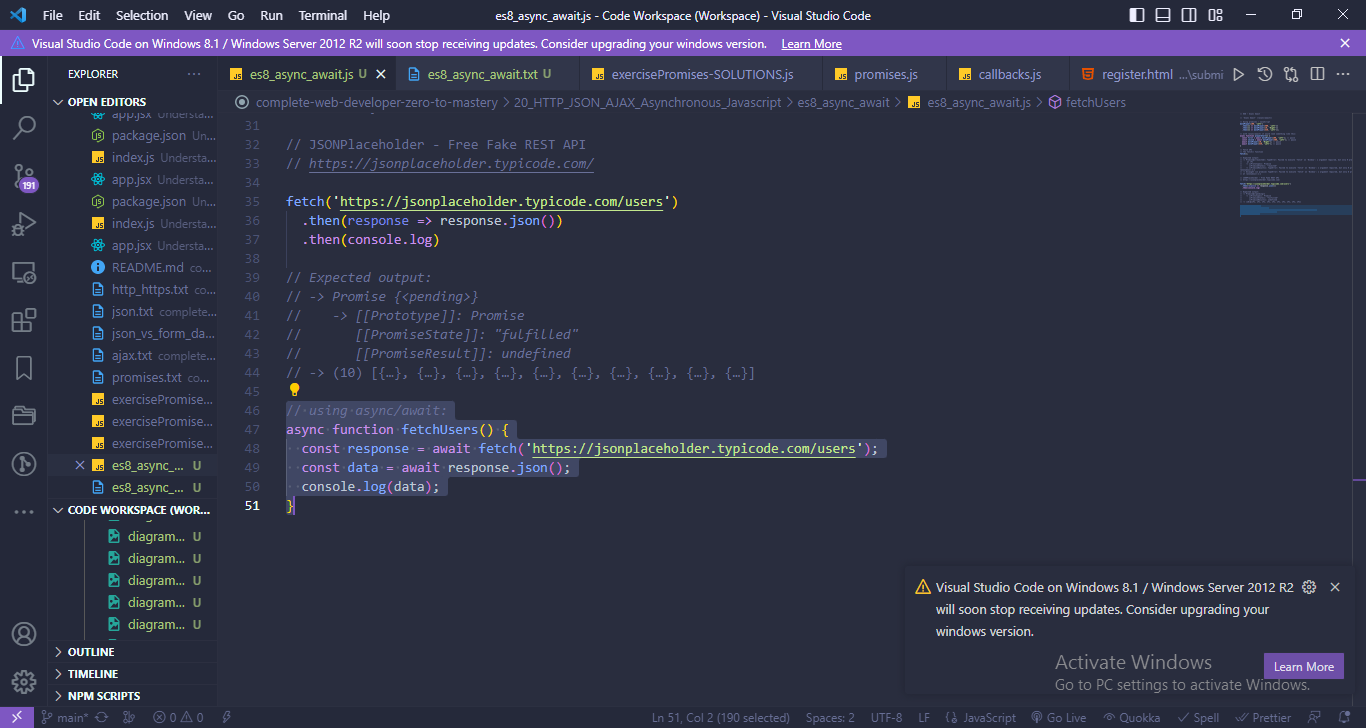 File Edit Selection View Go Run Terminal Help
es8_async_await.js - Code Workspace (Workspace) - Visual Studio Code
Visual Studio Code on Windows 8.1 / Windows Server 2012 R2 will soon stop receiving updates. Consider upgrading your windows version. Learn More
EXPLORER
es8_async_await.js U
es8_async_await.txt U
exercisePromises-SOLUTIONS.js
promises.js
callbacks.js
register.html ...\submi
OPEN EDITORS
complete-web-developer-zero-to-mastery > 20_HTTP_JSON_AJAX_Asynchronous_Javascript > es8_async_await > es8_async_await.js > fetchUsers
app.jsx Understa...
package.json Un...
index.js Understa...
app.jsx Understa...
package.json Un...
index.js Understa...
app.jsx Understa...
README.md co...
http_https.txt co...
json.txt complete...
json_vs_form_da...
ajax.txt complete...
promises.txt co...
exercisePromise...
exercisePromise...
exercisePromise...
es8_async_... U
es8_async_... U
CODE WORKSPACE (WOR...
diagram... U
diagram... U
diagram... U
diagram... U
diagram... U
OUTLINE
TIMELINE
NPM SCRIPTS
191
31
32 // JSONPlaceholder - Free Fake REST API
33 // https://jsonplaceholder.typicode.com/
34
35 fetch('https://jsonplaceholder.typicode.com/users')
36 .then(response => response.json())
37 .then(console.log)
38
39 // Expected output:
40 // -> Promise {<pending>}
41 // -> [[Prototype]]: Promise
42 // [[PromiseState]]: "fulfilled"
43 // [[PromiseResult]]: undefined
44 // -> (10) [{…}, {…}, {…}, {…}, {…}, {…}, {…}, {…}, {…}, {…}]
45
46 // using async/await:
47 async function fetchUsers() {
48 const response = await fetch('https://jsonplaceholder.typicode.com/users');
49 const data = await response.json();
50 console.log(data);
51 }
Visual Studio Code on Windows 8.1 / Windows Server 2012 R2
will soon stop receiving updates. Consider upgrading your
windows version.
Learn More
Activate Windows
Go to PC settings to activate Windows.
main* 0 0
Ln 51, Col 2 (190 selected) Spaces: 2 UTF-8 LF {} JavaScript Go Live Quokka Spell Prettier